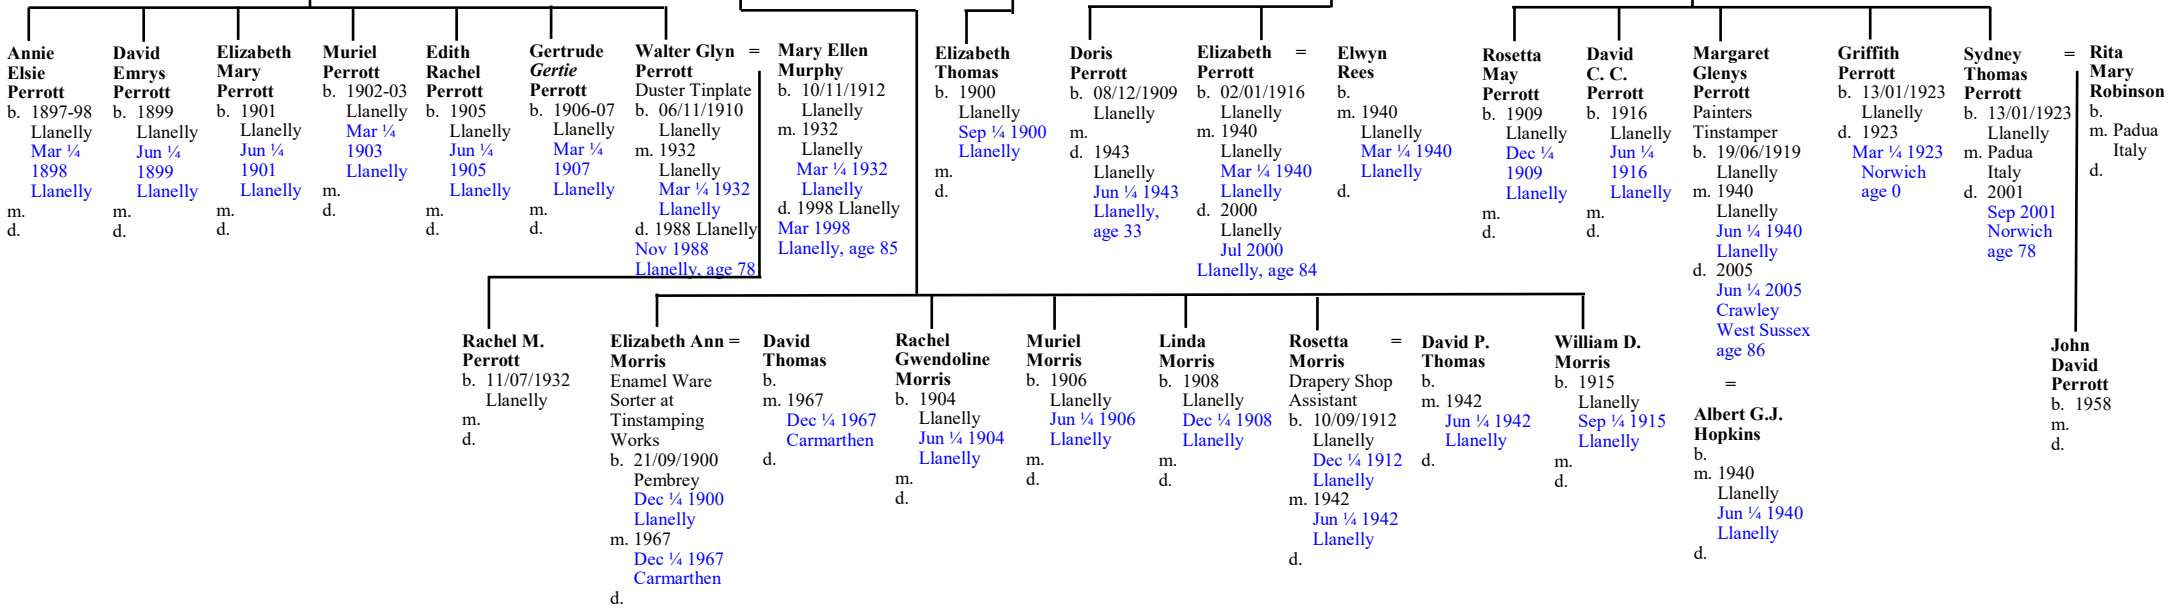 Annie
Elsie
Perrott
b. 1897-98
Llanelly
Mar ¼
1898
Llanelly
m.
d.
David
Emrys
Perrott
b. 1899
Llanelly
Jun ¼
1899
Llanelly
m.
d.
Elizabeth
Mary
Perrott
b. 1901
Llanelly
Jun ¼
1901
Llanelly
m.
d.
Muriel
Perrott
b. 1902-03
Llanelly
Mar ¼
1903
Llanelly
m.
d.
Edith
Rachel
Perrott
b. 1905
Llanelly
Jun ¼
1905
Llanelly
m.
d.
Gertrude
Gertie
Perrott
b. 1906-07
Llanelly
Mar ¼
1907
Llanelly
m.
d.
Walter Glyn =
Perrott
Duster Tinplate
b. 06/11/1910
Llanelly
m. 1932
Llanelly
Mar ¼ 1932
Llanelly
d. 1988 Llanelly
Nov 1988
Llanelly, age 78
Mary Ellen
Murphy
b. 10/11/1912
Llanelly
m. 1932
Llanelly
Mar ¼ 1932
Llanelly
d. 1998 Llanelly
Mar 1998
Llanelly, age 85
Elizabeth
Thomas
b. 1900
Llanelly
Sep ¼ 1900
Llanelly
m.
d.
Doris
Perrott
b. 08/12/1909
Llanelly
m.
d. 1943
Jun ¼ 1943
Llanelly,
age 33
Elizabeth =
Perrott
b. 02/01/1916
Llanelly
m. 1940
Llanelly
Mar ¼ 1940
Llanelly
d. 2000
Llanelly
Jul 2000
Llanelly, age 84
Elwyn
Rees
b.
m. 1940
Llanelly
Mar ¼ 1940
Llanelly
d.
Rosetta
May
Perrott
b. 1909
Llanelly
Dec ¼
1909
Llanelly
m.
d.
David
C. C.
Perrott
b. 1916
Llanelly
Jun ¼
1916
Llanelly
m.
d.
Margaret
Glenys
Perrott
Painters
Tinstamper
b. 19/06/1919
Llanelly
m. 1940
Llanelly
Jun ¼ 1940
Llanelly
d. 2005
Jun ¼ 2005
Crawley
West Sussex
age 86
=
Albert G.J.
Hopkins
b.
m. 1940
Llanelly
Jun ¼ 1940
Llanelly
d.
Griffith
Perrott
b. 13/01/1923
Llanelly
d. 1923
Mar ¼ 1923
Norwich
age 0
Sydney =
Thomas
Perrott
b. 13/01/1923
Llanelly
m. Padua
Italy
d. 2001
Sep 2001
Norwich
age 78
Rita
Mary
Robinson
b.
m. Padua
Italy
d.
Rachel M.
Perrott
b. 11/07/1932
Llanelly
m.
d.
Elizabeth Ann =
Morris
Enamel Ware
Sorter at
Tinstamping
Works
b. 21/09/1900
Pembrey
Dec ¼ 1900
Llanelly
m. 1967
Dec ¼ 1967
Carmarthen
d.
David
Thomas
b.
m. 1967
Dec ¼ 1967
Carmarthen
d.
Rachel
Gwendoline
Morris
b. 1904
Llanelly
Jun ¼ 1904
Llanelly
m.
d.
Muriel
Morris
b. 1906
Llanelly
Jun ¼ 1906
Llanelly
m.
d.
Linda
Morris
b. 1908
Llanelly
Dec ¼ 1908
Llanelly
m.
d.
Rosetta =
Morris
Drapery Shop
Assistant
b. 10/09/1912
Llanelly
Dec ¼ 1912
Llanelly
m. 1942
Jun ¼ 1942
Llanelly
d.
David P.
Thomas
b.
m. 1942
Jun ¼ 1942
Llanelly
d.
William D.
Morris
b. 1915
Llanelly
Sep ¼ 1915
Llanelly
m.
d.
John
David
Perrott
b. 1958
m.
d.